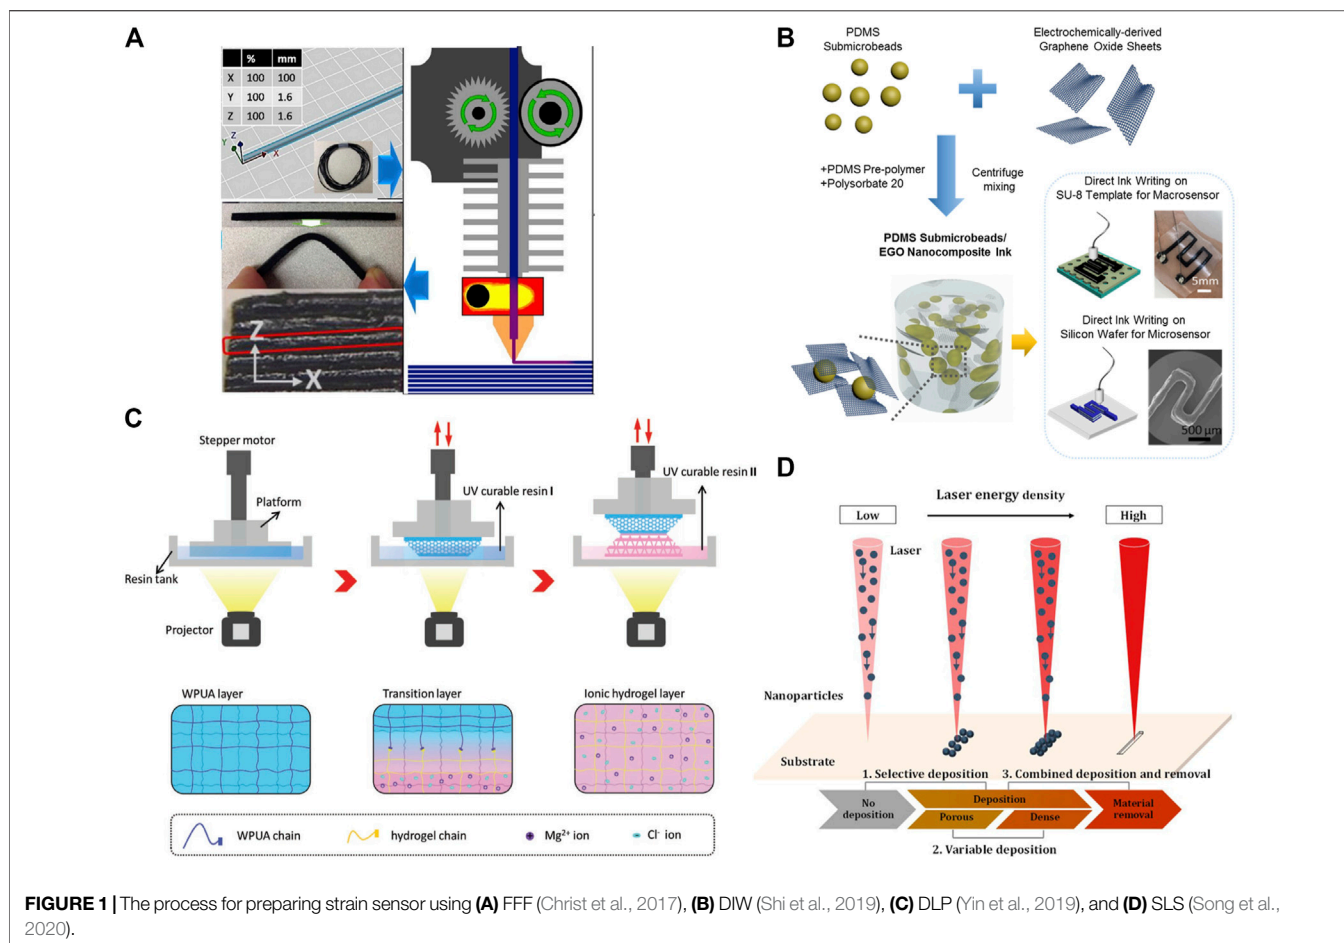 A
% mm
X 100 100
Y 100 1.6
Z 100 1.6
Z
Y
X
Z
X
B
PDMS
Submicrobeads
Electrochemically-derived
Graphene Oxide Sheets
+PDMS Pre-polymer
+Polysorbate 20
Centrifuge
mixing
PDMS Submicrobeads/
EGO Nanocomposite Ink
Direct Ink Writing on
SU-8 Template for Macrosensor
5mm
Direct Ink Writing on
Silicon Wafer for Microsensor
500 μm
C
Stepper motor
Platform
Resin tank
Projector
UV curable resin I
UV curable resin II
WPUA layer
Transition layer
Ionic hydrogel layer
WPUA chain
hydrogel chain
Mg2+ ion
Cl- ion
D
Laser energy density
Low
High
Laser
Nanoparticles
Substrate
1. Selective deposition
3. Combined deposition and removal
No
deposition
Deposition
Porous
Dense
Material
removal
2. Variable deposition
FIGURE 1 | The process for preparing strain sensor using (A) FFF (Christ et al., 2017), (B) DIW (Shi et al., 2019), (C) DLP (Yin et al., 2019), and (D) SLS (Song et al.,
2020).